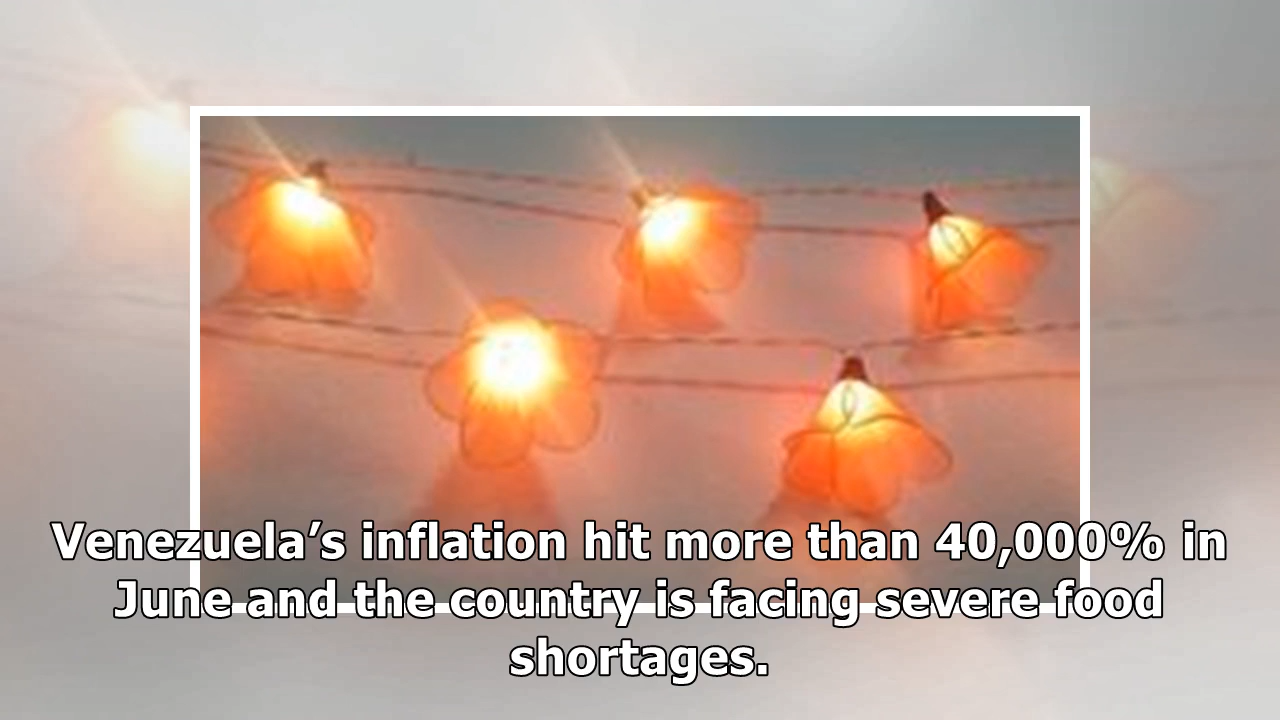 Venezuela’s inflation hit more than 40,000% in
June and the country is facing severe food
shortages.